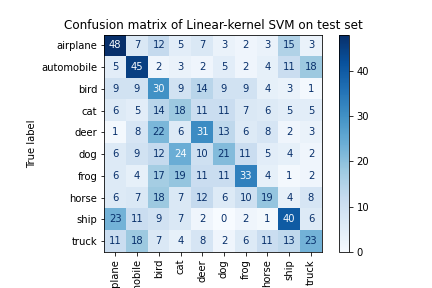 Confusion matrix of Linear-kernel SVM on test set
airplane 48 7 12 5 7 3 2 3 15 3
automobile 5 45 2 3 2 5 2 4 11 18
bird 9 9 30 9 14 9 9 4 3 1
cat 6 5 14 18 11 11 7 6 5 5
deer 1 8 22 6 31 13 6 8 2 3
dog 6 9 12 24 10 21 11 5 4 2
frog 6 4 17 19 11 11 33 4 1 2
horse 6 7 18 7 12 6 10 19 4 8
ship 23 11 9 7 2 0 2 1 40 6
truck 11 18 7 4 8 2 6 11 13 23
True label
plane mobile bird cat deer dog frog horse ship truck
40
30
20
10
0